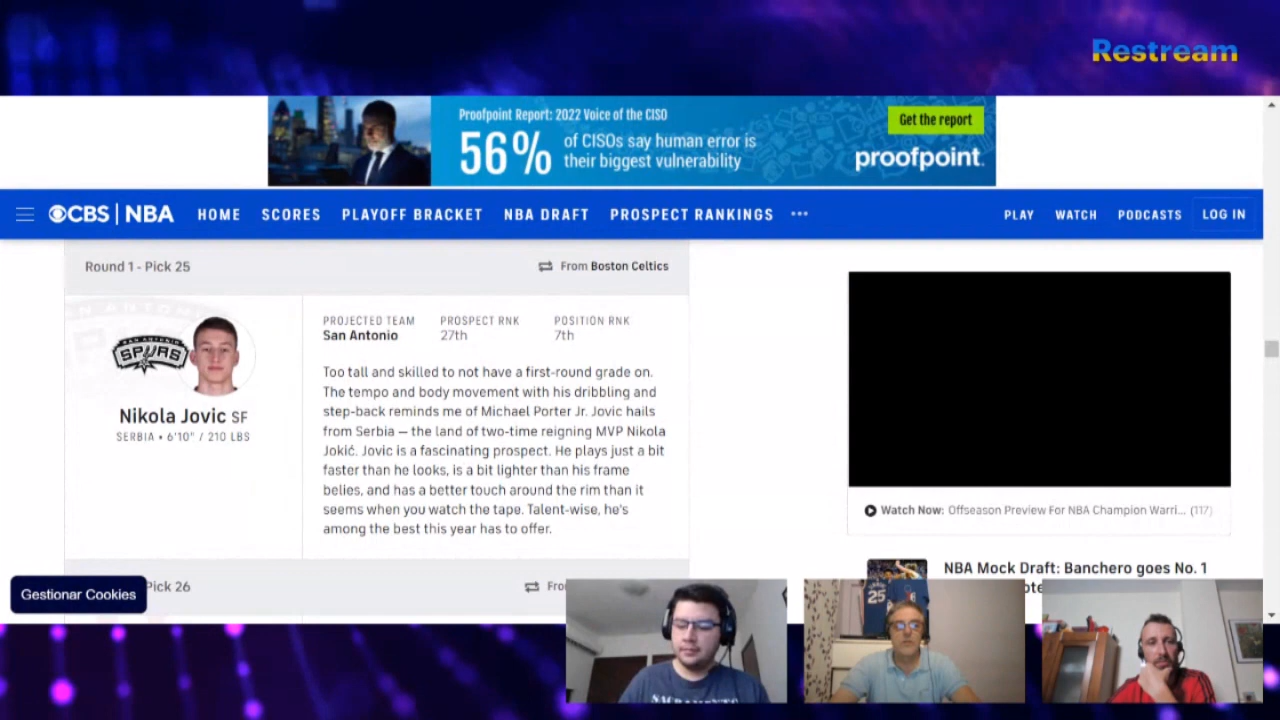 Restream
Proofpoint Report: 2022 Voice of the CISO
56% of CISOs say human error is
their biggest vulnerability
Get the report
proofpoint.
CBS | NBA HOME SCORES PLAYOFF BRACKET NBA DRAFT PROSPECT RANKINGS ••• PLAY WATCH PODCASTS LOG IN
Round 1 - Pick 25 From Boston Celtics
SAN ANTONIO
SPURS
Nikola Jovic SF
SERBIA • 6'10" / 210 LBS
PROJECTED TEAM PROSPECT RNK POSITION RNK
San Antonio 27th 7th
Too tall and skilled to not have a first-round grade on.
The tempo and body movement with his dribbling and
step-back reminds me of Michael Porter Jr. Jovic hails
from Serbia — the land of two-time reigning MVP Nikola
Jokić. Jovic is a fascinating prospect. He plays just a bit
faster than he looks, is a bit lighter than his frame
belies, and has a better touch around the rim than it
seems when you watch the tape. Talent-wise, he's
among the best this year has to offer.
Watch Now: Offseason Preview For NBA Champion Warri... (117)
NBA Mock Draft: Banchero goes No. 1
Pick 26
Gestionar Cookies
25
SACRAMENTO